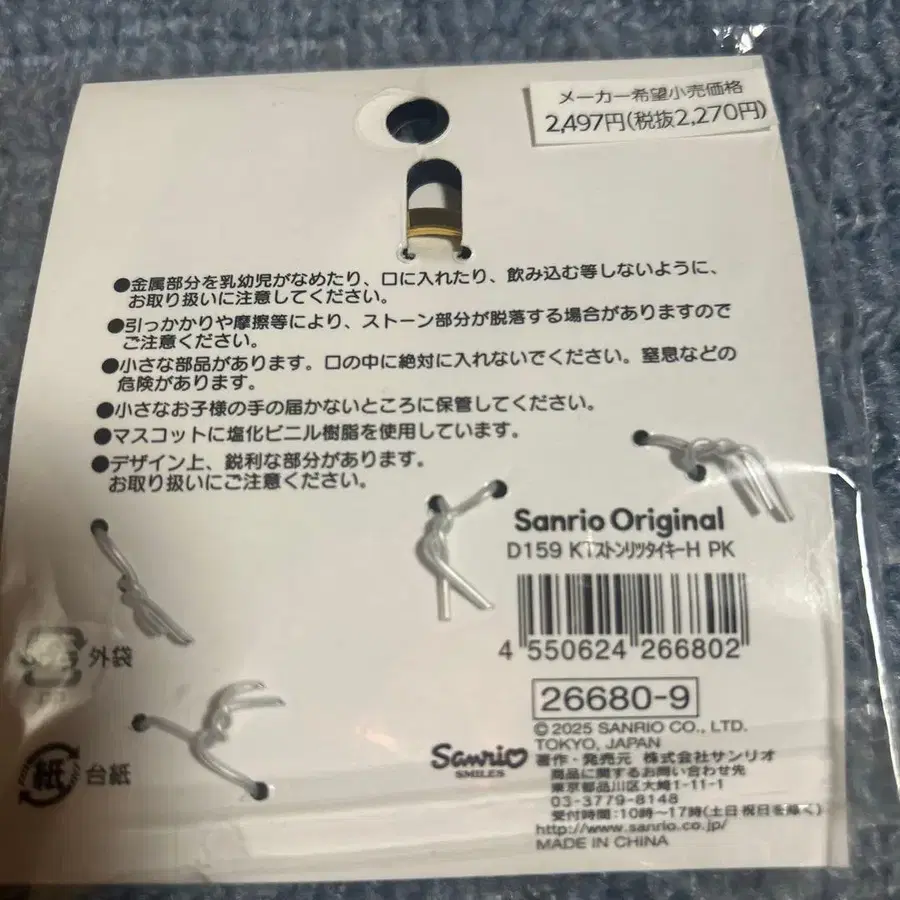 メーカー希望小売価格
2,497円(税抜2,270円)
●金属部分を乳幼児がなめたり、口に入れたり、飲み込む等しないように、
お取り扱いに注意してください。
●引っかかりや摩擦等により、ストーン部分が脱落する場合がありますので
ご注意ください。
●小さな部品があります。口の中に絶対に入れないでください。窒息などの
危険があります。
●小さなお子様の手の届かないところに保管してください。
●マスコットに塩化ビニル樹脂を使用しています。
●デザイン上、鋭利な部分があります。
お取り扱いにご注意ください。
Sanrio Original
D159 KTストンリツタイキーH PK
4 550624 266802
26680-9
© 2025 SANRIO CO., LTD.
TOKYO, JAPAN
Sanrio
SMILES
著作・発売元 株式会社サンリオ
商品に関するお問い合わせ先
東京都品川区大崎1-11-1
03-3779-8148
受付時間:10時〜17時(土日祝日を除く)
http://www.sanrio.co.jp/
MADE IN CHINA
外袋
紙
台紙